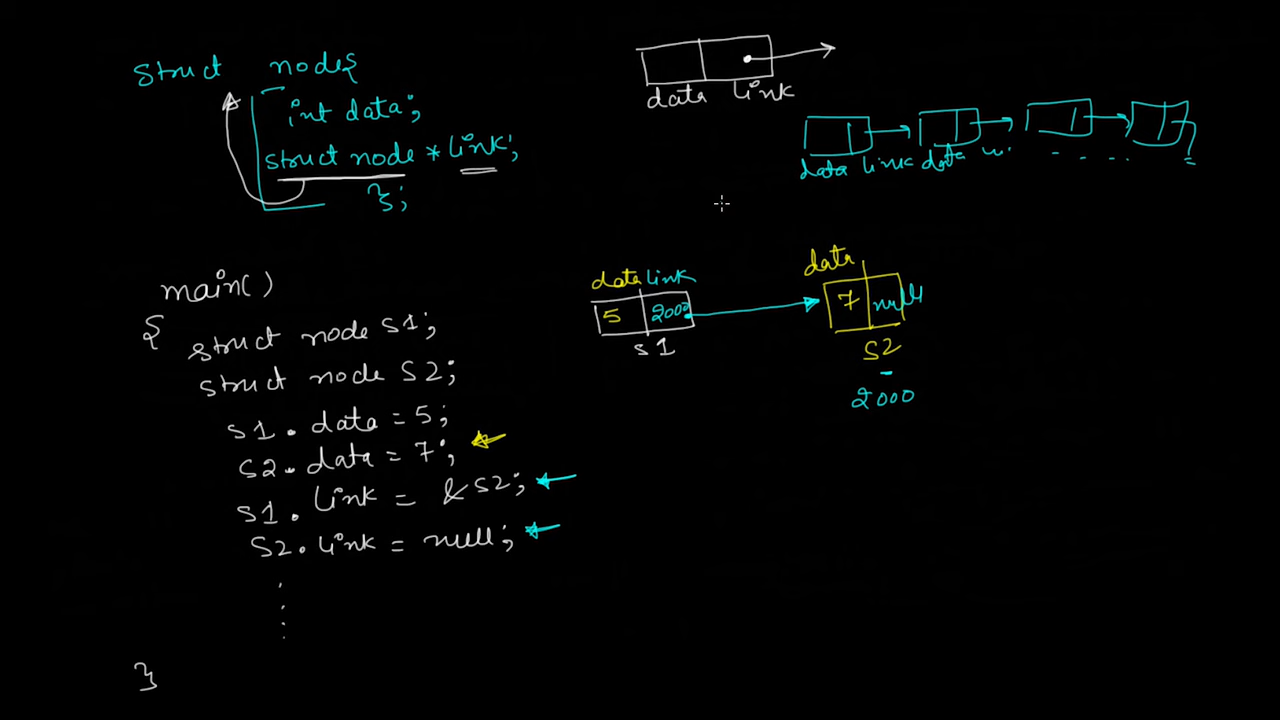 struct node{
int data;
struct node *link;
};
data link
data link data
main()
{
struct node s1;
struct node s2;
s1.data = 5;
s2.data = 7;
s1.link = &s2;
s2.link = null;
}
data link
5 2000
s1
data
7 null
s2
2000